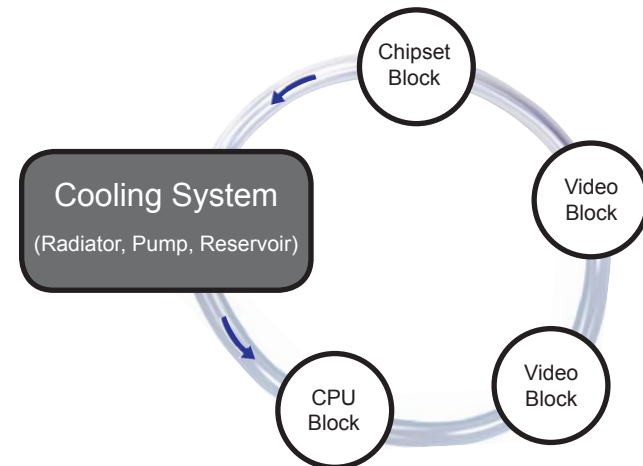 Chipset
Block
Cooling System
(Radiator, Pump, Reservoir)
Video
Block
CPU
Block
Video
Block